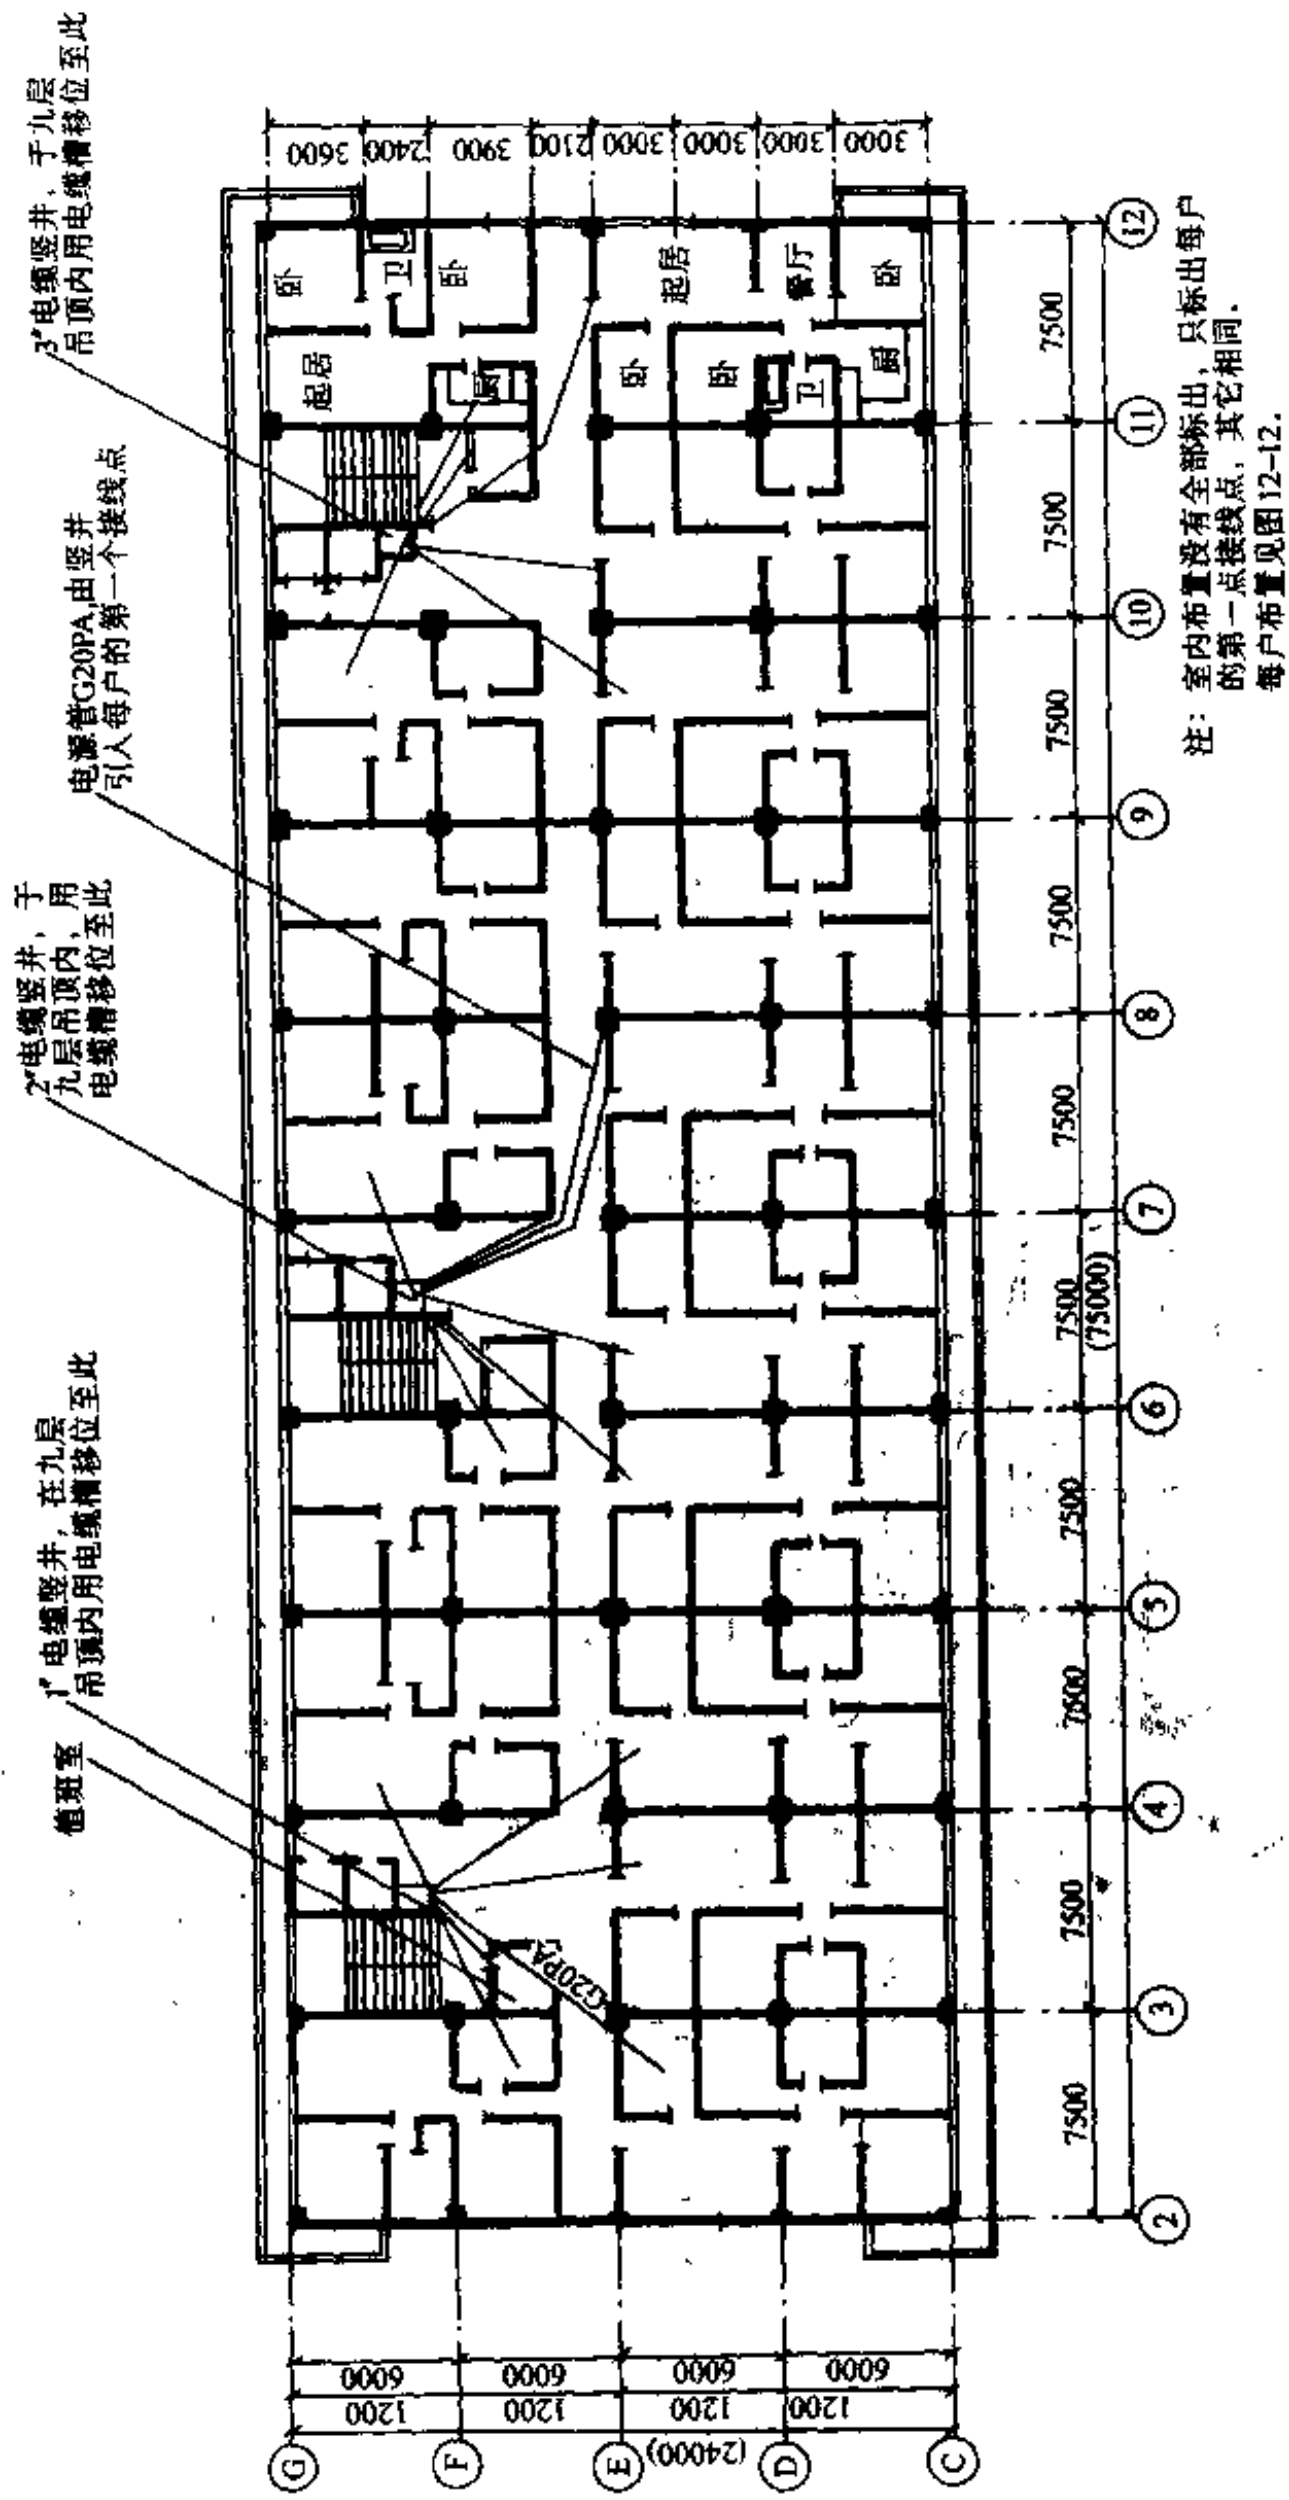 值班室
1#电缆竖井，在九层
吊顶内用电缆槽移位至此
2#电缆竖井，于
九层吊顶内，用
电缆槽移位至此
电源管G20PA,由竖井
引入每户的第一个接线点
3#电缆竖井，于九层
吊顶内用电缆槽移位至此
G20PA
起居
卧
卫
卧
厨
卧
卧
卫
厨
起居
餐厅
卧
3600
2400
3900
2100
3000
3000
3000
3000
6000
6000
6000
6000
1200
1200
1200
1200
(24000)
G
F
E
D
C
7500
7500
7500
7500
7500
7500
7500
7500
7500
7500
(75000)
2
3
4
5
6
7
8
9
10
11
12
注：室内布置没有全部标出，只标出每户
的第一点接线点，其它相同。
每户布置见图12-12.